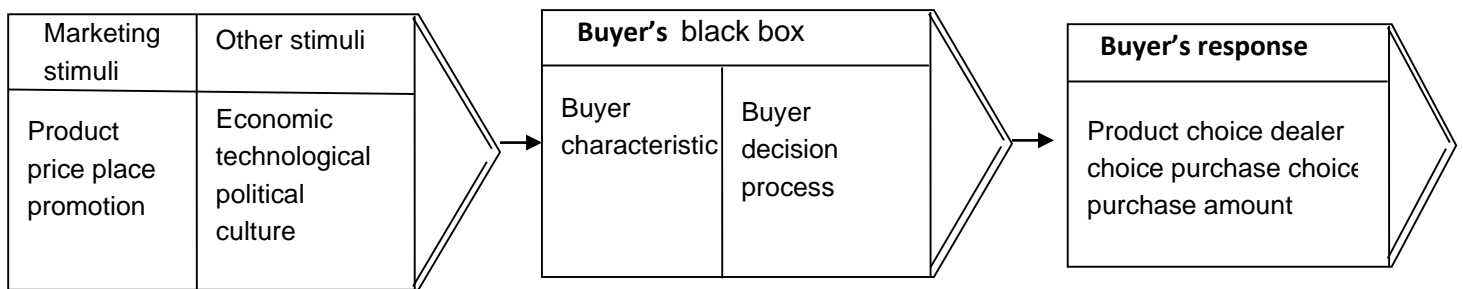 Marketing
stimuli
Other stimuli
Product
price place
promotion
Economic
technological
political
culture
Buyer's black box
Buyer
characteristic
Buyer
decision
process
Buyer's response
Product choice dealer
choice purchase choice
purchase amount